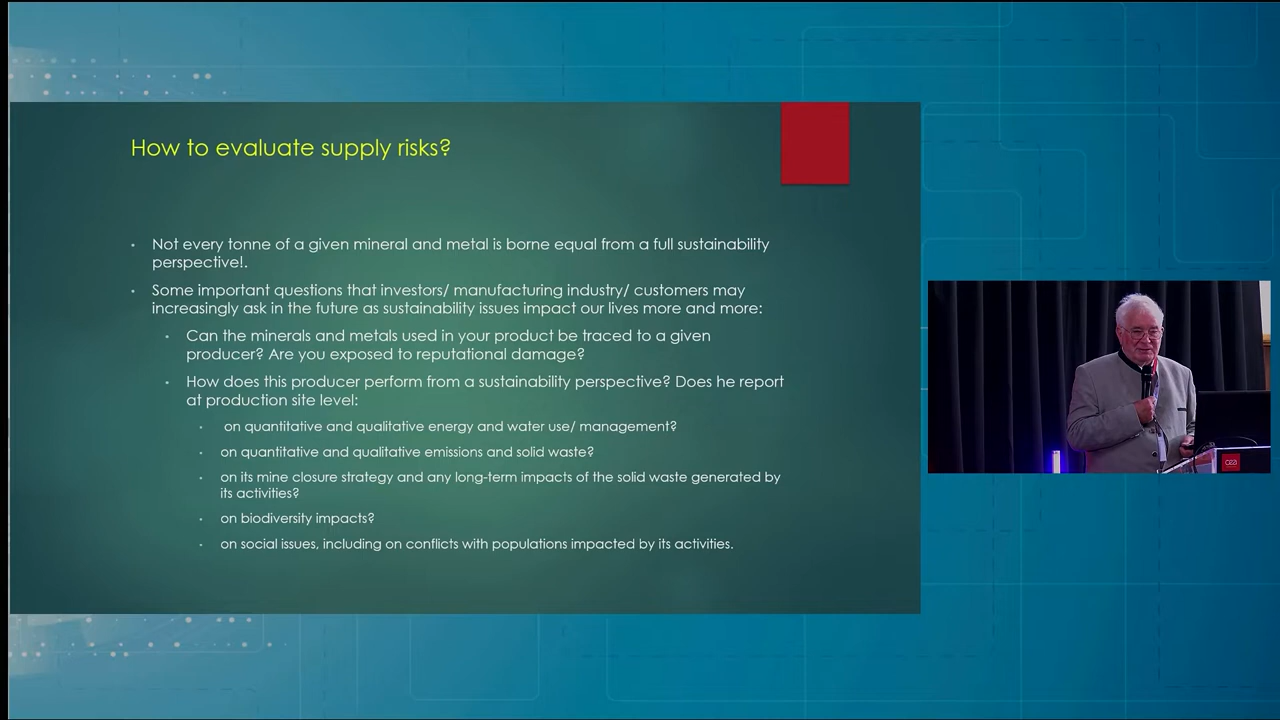 How to evaluate supply risks?
Not every tonne of a given mineral and metal is borne equal from a full sustainability
perspective!.
Some important questions that investors/ manufacturing industry/ customers may
increasingly ask in the future as sustainability issues impact our lives more and more:
Can the minerals and metals used in your product be traced to a given
producer? Are you exposed to reputational damage?
How does this producer perform from a sustainability perspective? Does he report
at production site level:
on quantitative and qualitative energy and water use/ management?
on quantitative and qualitative emissions and solid waste?
on its mine closure strategy and any long-term impacts of the solid waste generated by
its activities?
on biodiversity impacts?
on social issues, including on conflicts with populations impacted by its activities.
cea